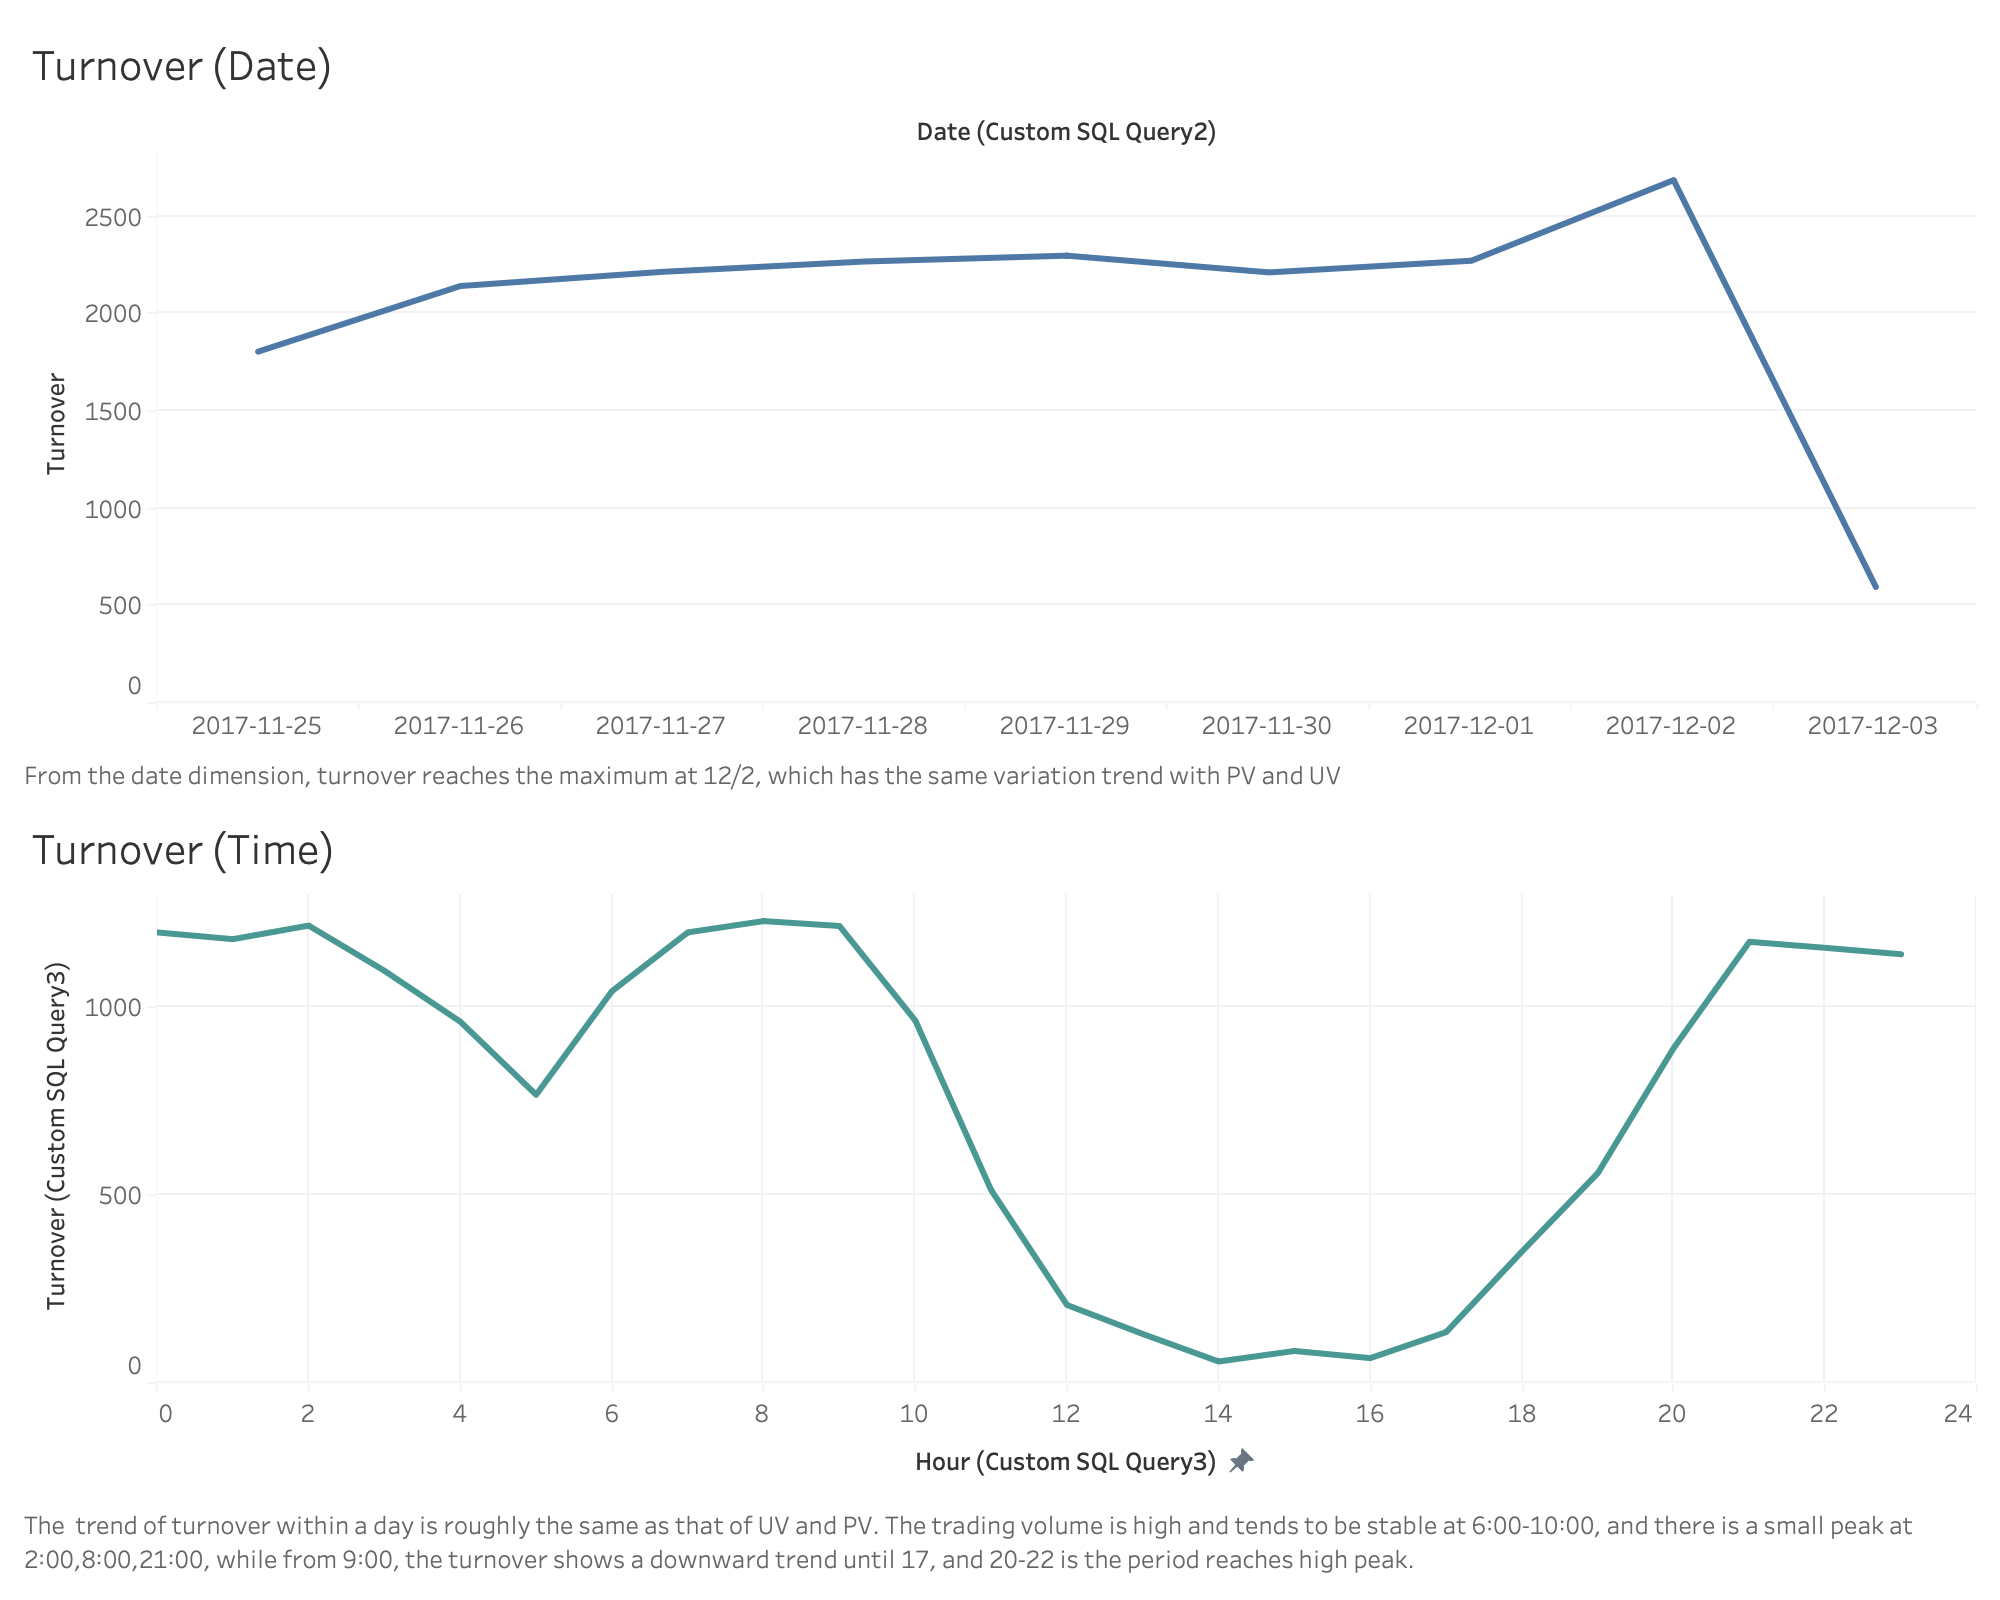 Turnover (Date)
Date (Custom SQL Query2)
Turnover
2500
2000
1500
1000
500
0
2017-11-25 2017-11-26 2017-11-27 2017-11-28 2017-11-29 2017-11-30 2017-12-01 2017-12-02 2017-12-03
From the date dimension, turnover reaches the maximum at 12/2, which has the same variation trend with PV and UV
Turnover (Time)
Turnover (Custom SQL Query3)
1000
500
0
0 2 4 6 8 10 12 14 16 18 20 22 24
Hour (Custom SQL Query3)
The  trend of turnover within a day is roughly the same as that of UV and PV. The trading volume is high and tends to be stable at 6:00-10:00, and there is a small peak at
2:00,8:00,21:00, while from 9:00, the turnover shows a downward trend until 17, and 20-22 is the period reaches high peak.